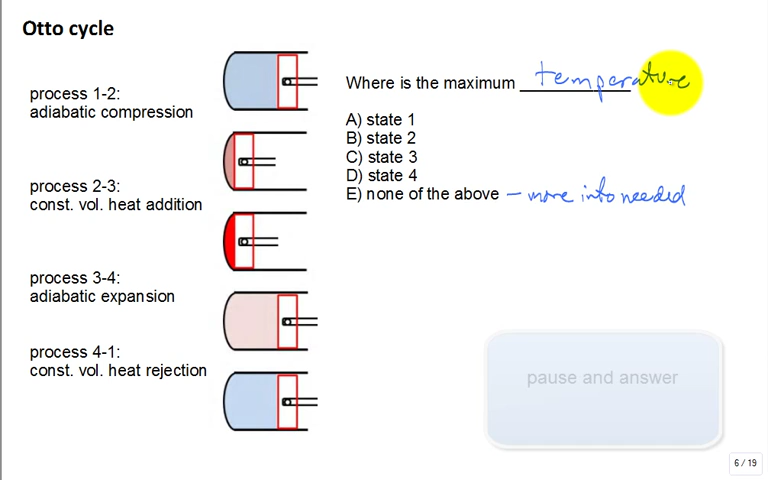 Otto cycle
process 1-2:
adiabatic compression
process 2-3:
const. vol. heat addition
process 3-4:
adiabatic expansion
process 4-1:
const. vol. heat rejection
Where is the maximum temperature
A) state 1
B) state 2
C) state 3
D) state 4
E) none of the above – more info needed
pause and answer
6 / 19